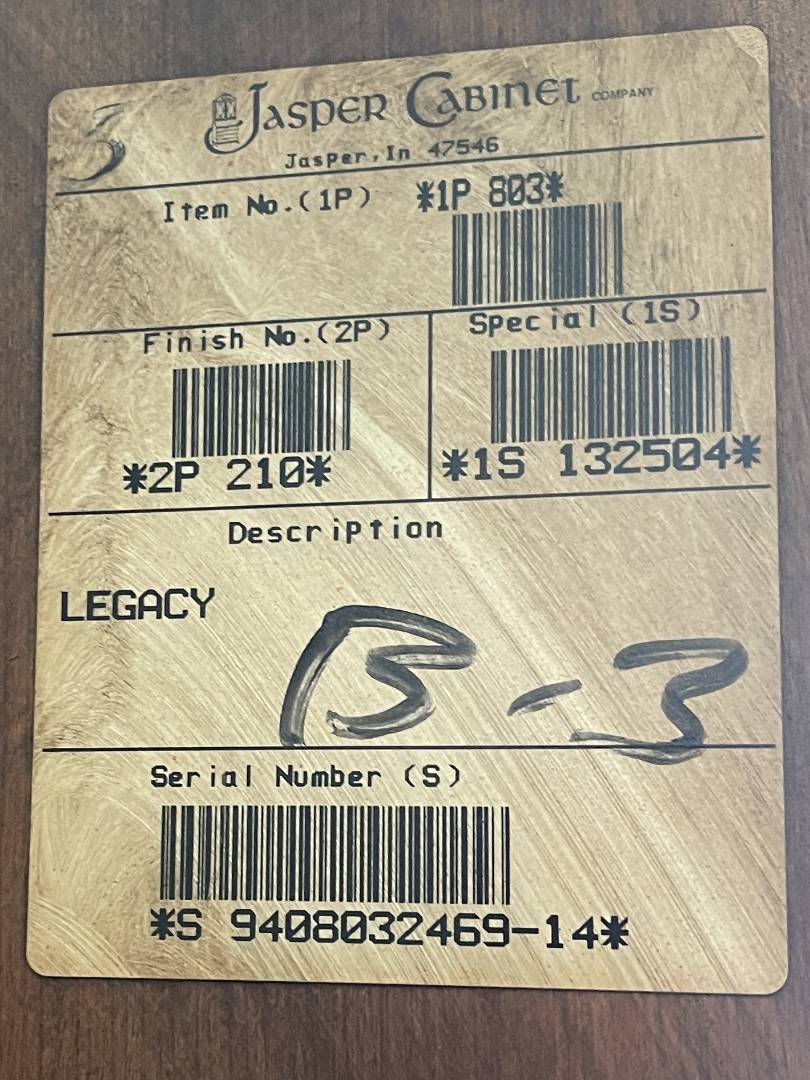 3
JASPER CABINET COMPANY
Jasper,In 47546
Item No.(1P) *1P 803*
Finish No.(2P)
*2P 210*
Special (1S)
*1S 132504*
Description
LEGACY
B-3
Serial Number (S)
*S 9408032469-14*